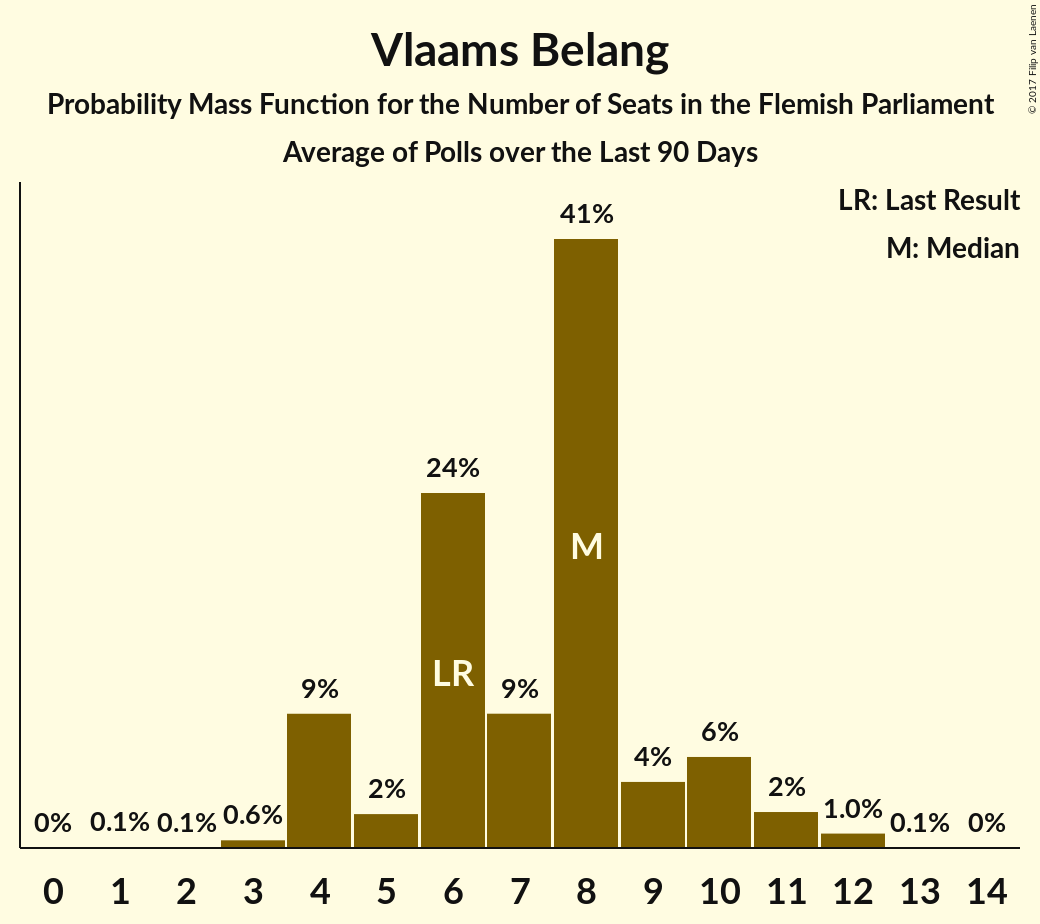 Vlaams Belang
Probability Mass Function for the Number of Seats in the Flemish Parliament
Average of Polls over the Last 90 Days
© 2017 Filip van Laenen
LR: Last Result
M: Median
0% 0.1% 0.1% 0.6% 9% 2% 24% 9% 41% 4% 6% 2% 1.0% 0.1% 0%
LR M
0 1 2 3 4 5 6 7 8 9 10 11 12 13 14